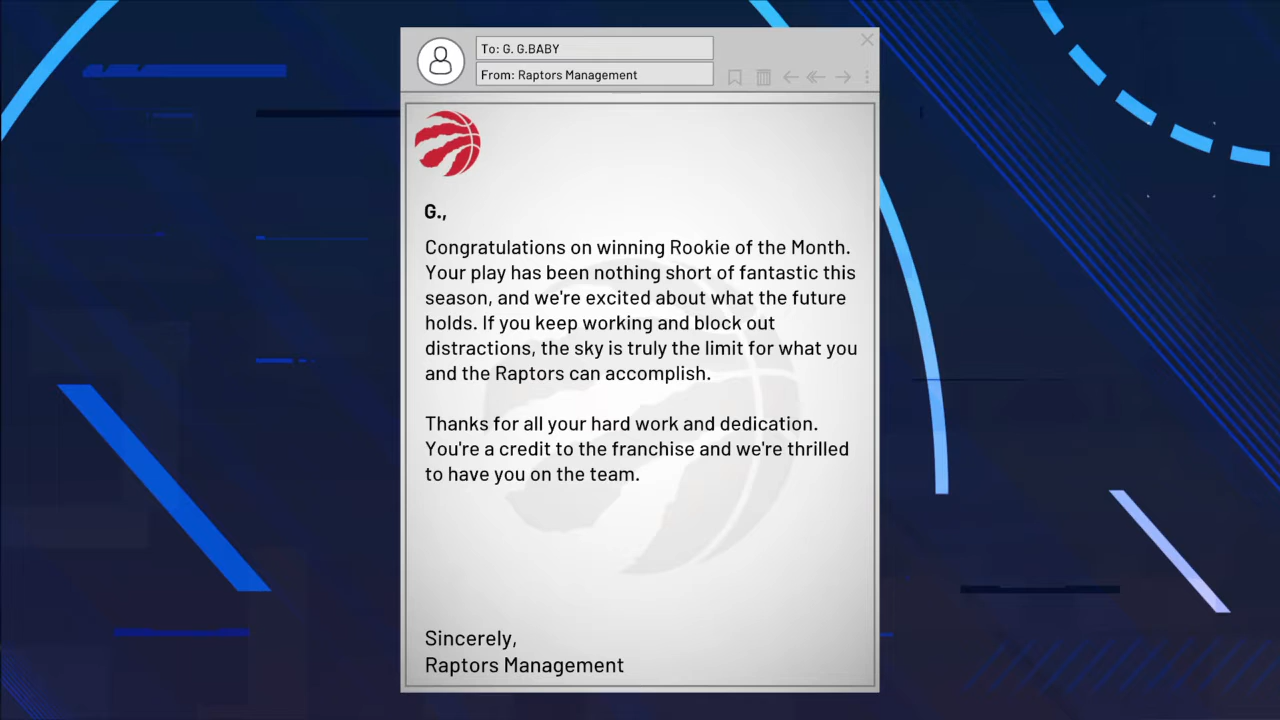 To: G. G.BABY
From: Raptors Management
G.,
Congratulations on winning Rookie of the Month.
Your play has been nothing short of fantastic this
season, and we're excited about what the future
holds. If you keep working and block out
distractions, the sky is truly the limit for what you
and the Raptors can accomplish.
Thanks for all your hard work and dedication.
You're a credit to the franchise and we're thrilled
to have you on the team.
Sincerely,
Raptors Management